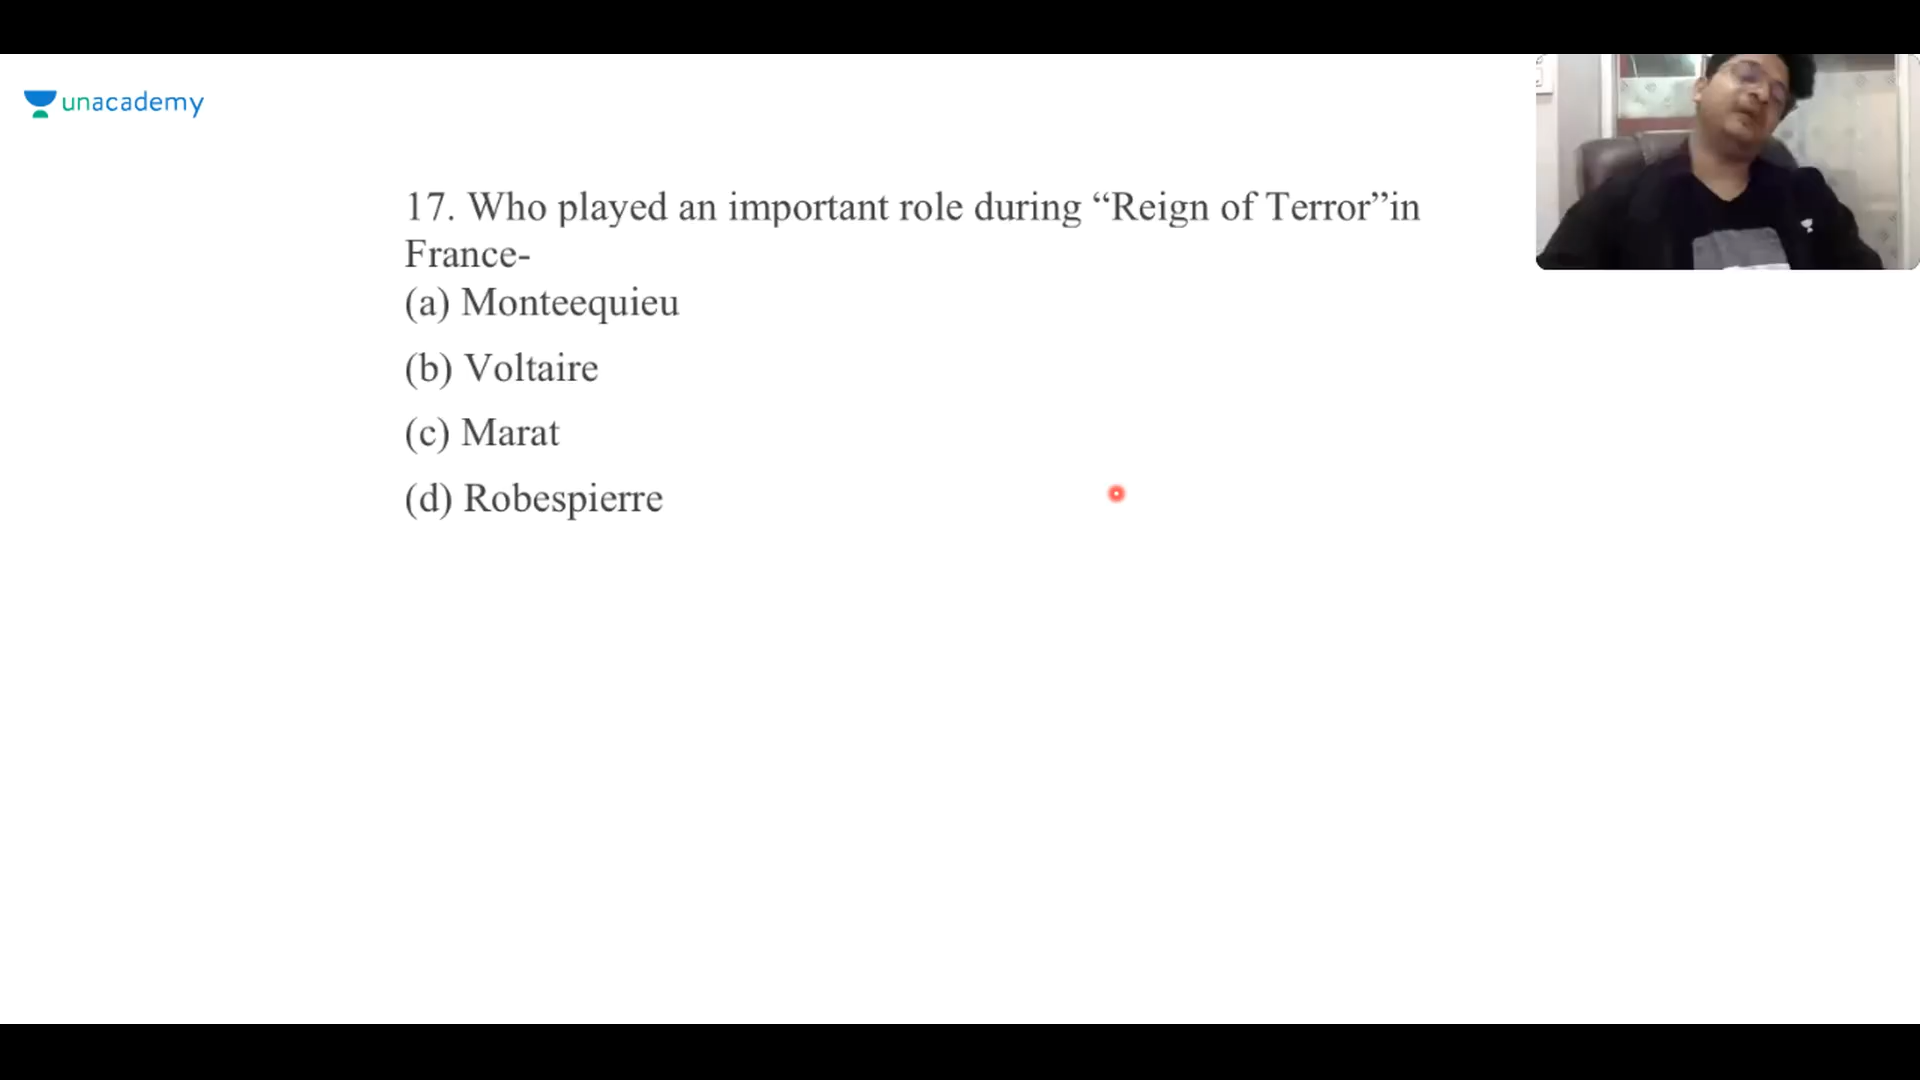 unacademy
17. Who played an important role during “Reign of Terror”in
France-
(a) Monteequieu
(b) Voltaire
(c) Marat
(d) Robespierre